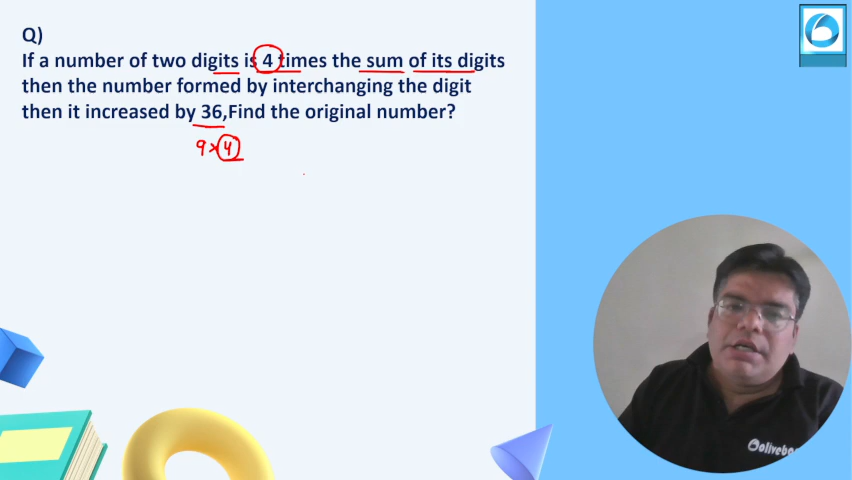 Q)
If a number of two digits is 4 times the sum of its digits
then the number formed by interchanging the digit
then it increased by 36,Find the original number?
9×4